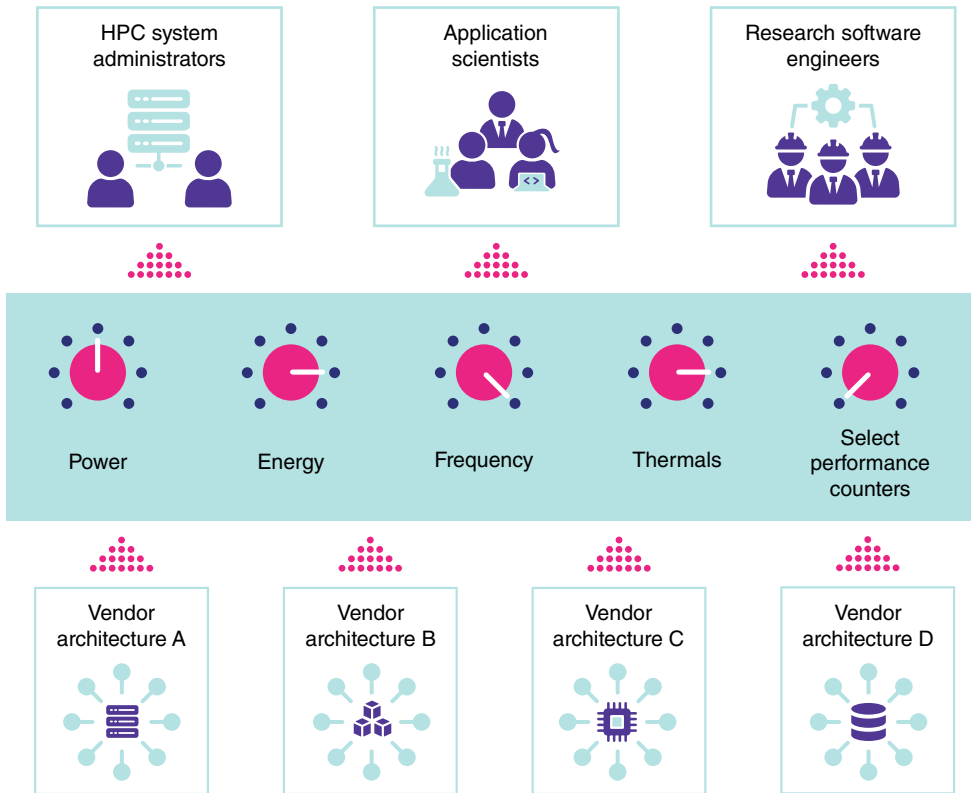 HPC system
administrators
Application
scientists
Research software
engineers
Power
Energy
Frequency
Thermals
Select
performance
counters
Vendor
architecture A
Vendor
architecture B
Vendor
architecture C
Vendor
architecture D